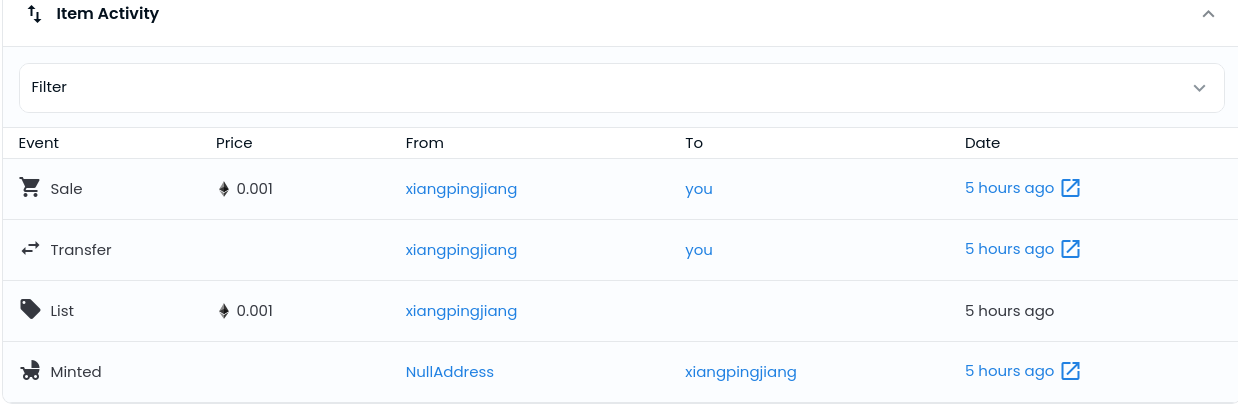 Item Activity
Filter
Event Price From To Date
Sale 0.001 xiangpingjiang you 5 hours ago
Transfer xiangpingjiang you 5 hours ago
List 0.001 xiangpingjiang 5 hours ago
Minted NullAddress xiangpingjiang 5 hours ago